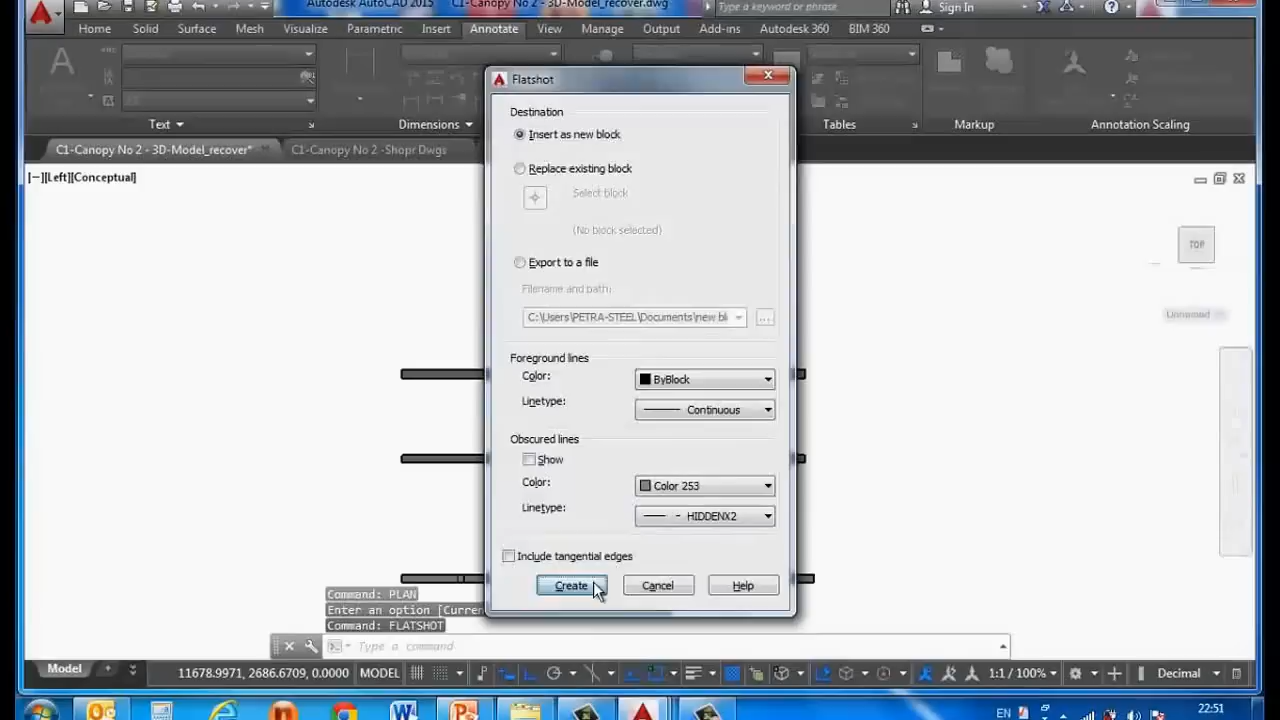 Autodesk AutoCAD 2015 C1-Canopy No 2 - 3D-Model_recover.dwg
Type a keyword or phrase
Sign In
Home Solid Surface Mesh Visualize Parametric Insert Annotate View Manage Output Add-ins Autodesk 360 BIM 360
Text
Dimensions
Tables
Markup
Annotation Scaling
C1-Canopy No 2 - 3D-Model_recover*
C1-Canopy No 2 -Shopr Dwgs
[−][Left][Conceptual]
TOP
Unnamed
Flatshot
Destination
Insert as new block
Replace existing block
Select block
(No block selected)
Export to a file
Filename and path:
C:\Users\PETRA-STEEL\Documents\new bl
...
Foreground lines
Color:
ByBlock
Linetype:
Continuous
Obscured lines
Show
Color:
Color 253
Linetype:
HIDDENX2
Include tangential edges
Create
Cancel
Help
Command: PLAN
Enter an option [Curren
Command: FLATSHOT
Type a command
Model
11678.9971, 2686.6709, 0.0000
MODEL
1:1 / 100%
Decimal
EN
22:51